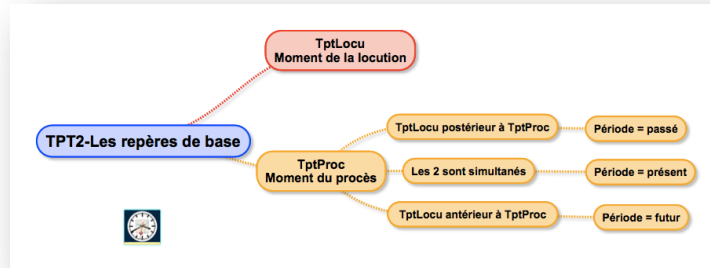 TptLocu
Moment de la locution
TPT2-Les repères de base
TptProc
Moment du procès
TptLocu postérieur à TptProc
Période = passé
Les 2 sont simultanés
Période = présent
TptLocu antérieur à TptProc
Période = futur